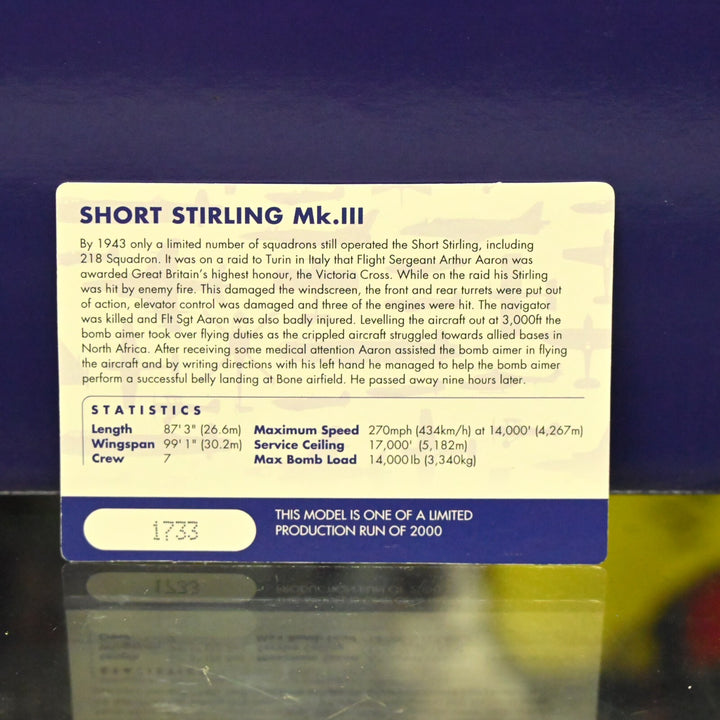 SHORT STIRLING Mk.III
By 1943 only a limited number of squadrons still operated the Short Stirling, including
218 Squadron. It was on a raid to Turin in Italy that Flight Sergeant Arthur Aaron was
awarded Great Britain's highest honour, the Victoria Cross. While on the raid his Stirling
was hit by enemy fire. This damaged the windscreen, the front and rear turrets were put out
of action, elevator control was damaged and three of the engines were hit. The navigator
was killed and Flt Sgt Aaron was also badly injured. Levelling the aircraft out at 3,000ft the
bomb aimer took over flying duties as the crippled aircraft struggled towards allied bases in
North Africa. After receiving some medical attention Aaron assisted the bomb aimer in flying
the aircraft and by writing directions with his left hand he managed to help the bomb aimer
perform a successful belly landing at Bone airfield. He passed away nine hours later.
STATISTICS
Length 87' 3" (26.6m) Maximum Speed 270mph (434km/h) at 14,000' (4,267m)
Wingspan 99' 1" (30.2m) Service Ceiling 17,000' (5,182m)
Crew 7 Max Bomb Load 14,000lb (3,340kg)
1733
THIS MODEL IS ONE OF A LIMITED
PRODUCTION RUN OF 2000